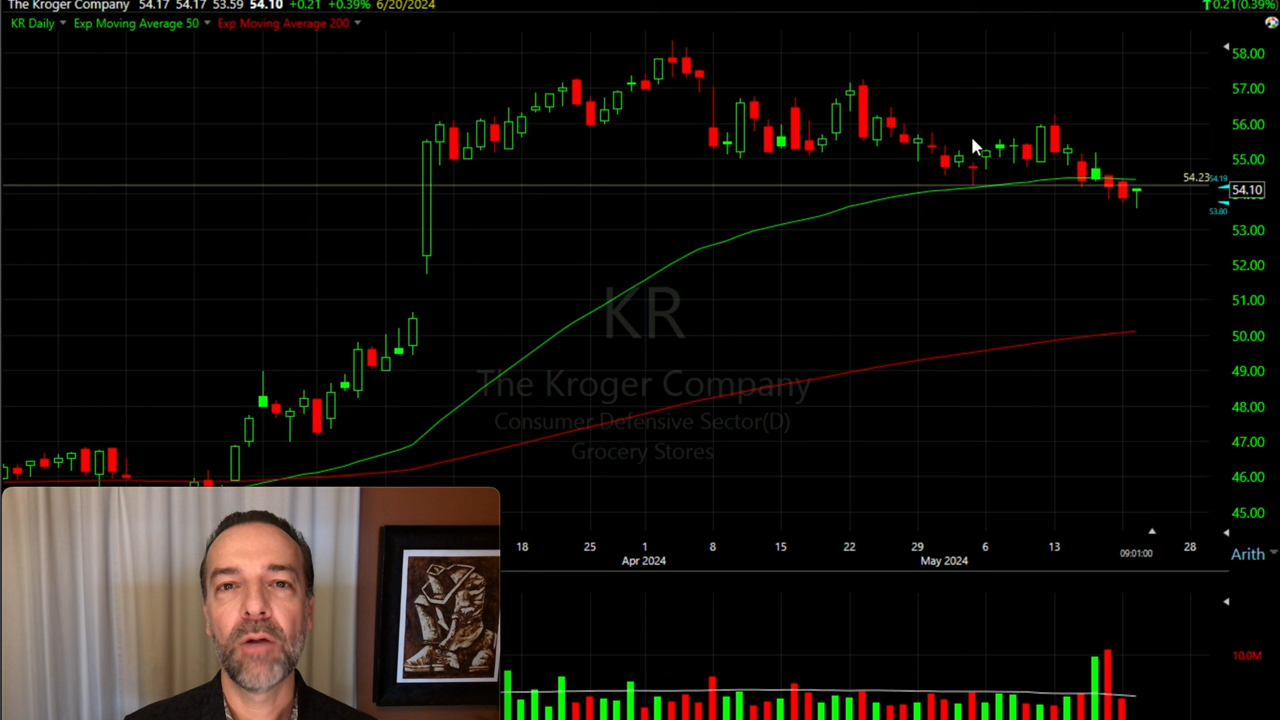 The Kroger Company 54.17 54.17 53.59 54.10 +0.21 +0.39% 6/20/2024 0.21(0.39%)
KR Daily Exp Moving Average 50 Exp Moving Average 200
58.00
57.00
56.00
55.00
54.23 54.19
54.10
53.80
53.00
52.00
51.00
KR
50.00
49.00
The Kroger Company
48.00
Consumer Defensive Sector(D)
47.00
Grocery Stores
46.00
45.00
18 25 1 8 15 22 29 6 13 09:01:00 28
Arith
Apr 2024 May 2024
10.0M